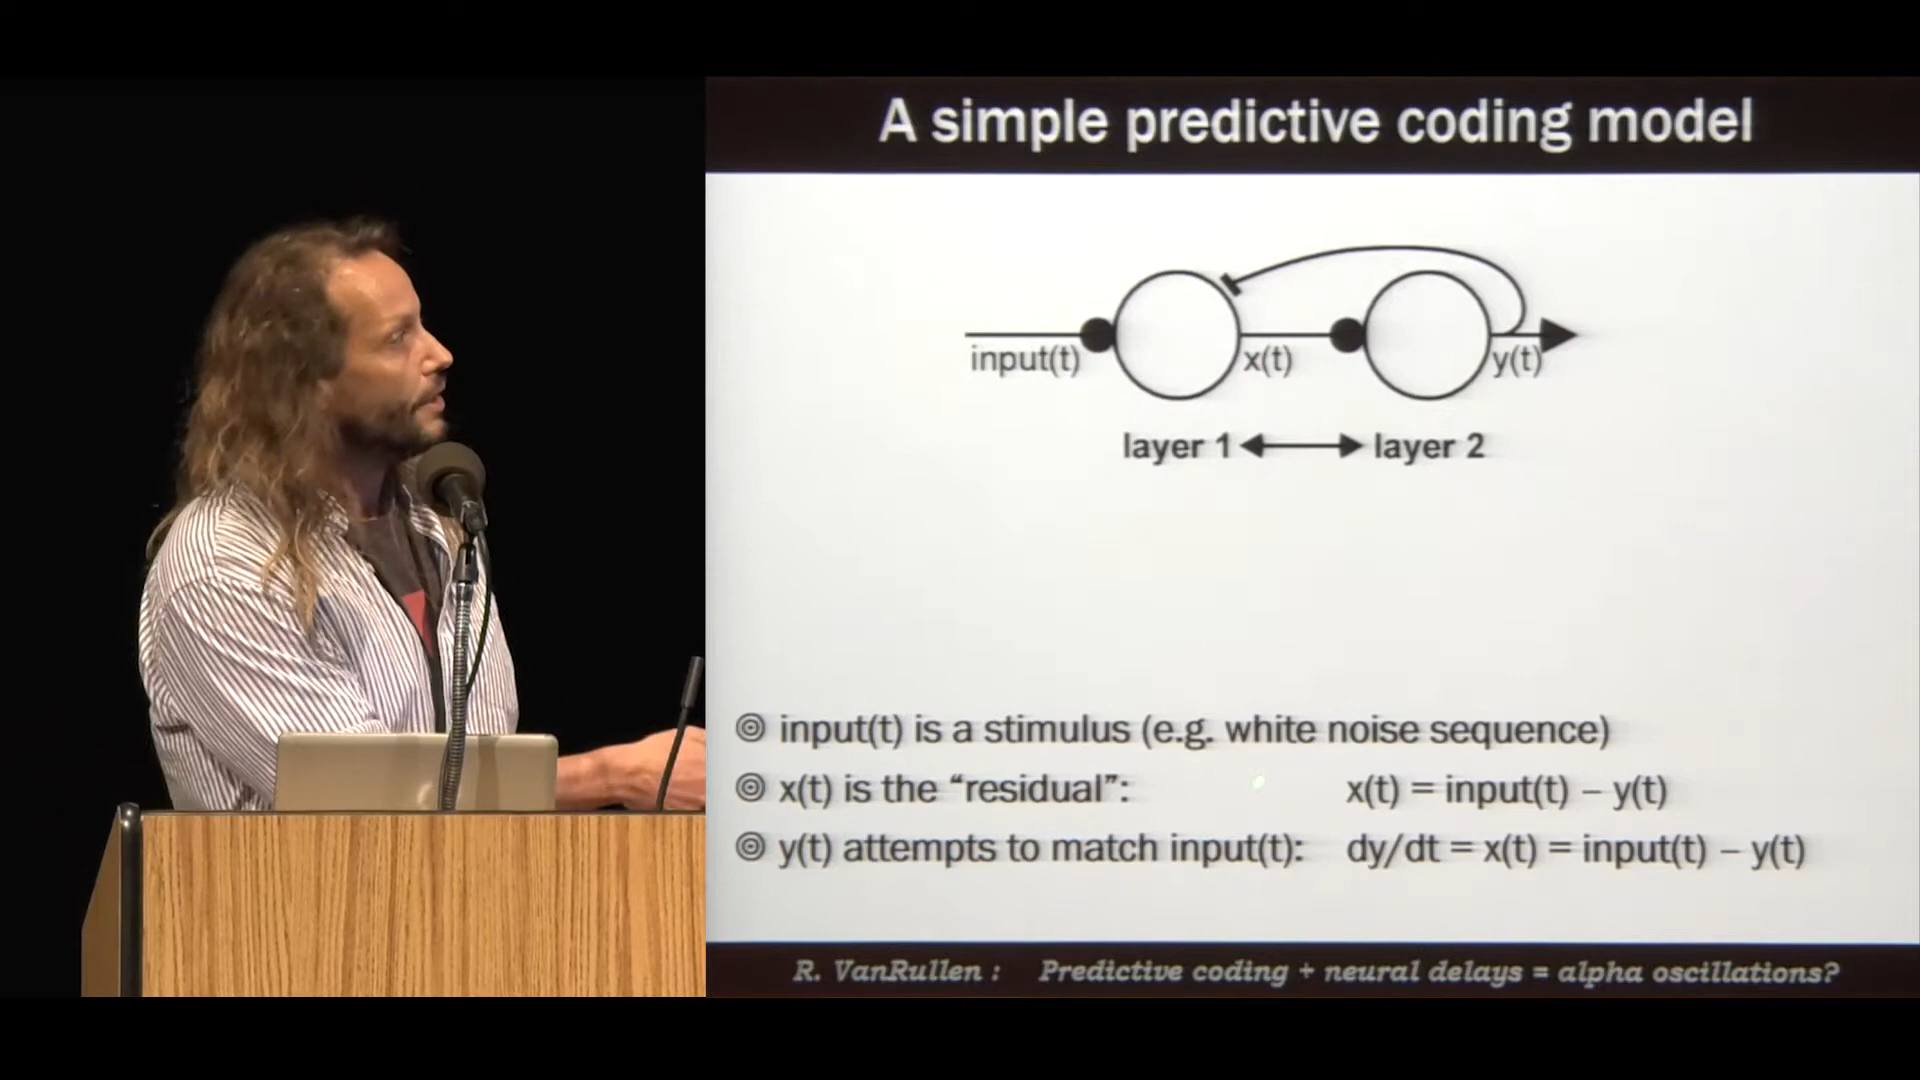 A simple predictive coding model
input(t)
x(t)
y(t)
layer 1
layer 2
input(t) is a stimulus (e.g. white noise sequence)
x(t) is the “residual”: x(t) = input(t) – y(t)
y(t) attempts to match input(t): dy/dt = x(t) = input(t) – y(t)
R. VanRullen : Predictive coding + neural delays = alpha oscillations?